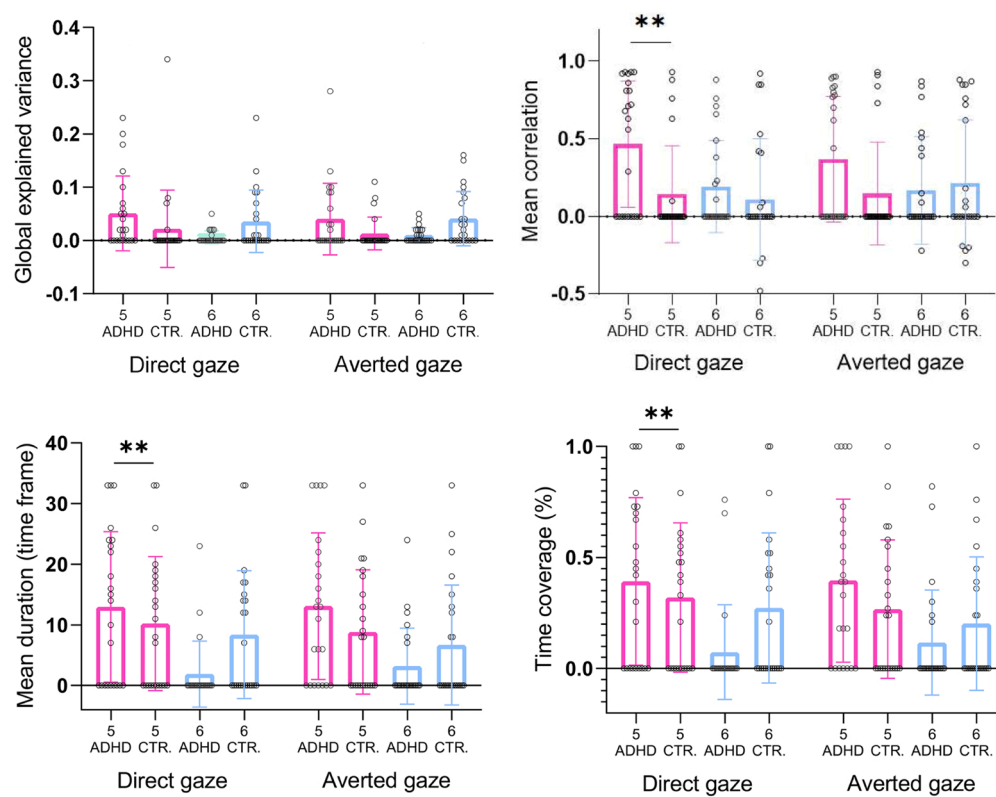 Global explained variance
0.4
0.3
0.2
0.1
0.0
-0.1
5 5 6 6 5 5 6 6
ADHD CTR. ADHD CTR. ADHD CTR. ADHD CTR.
Direct gaze Averted gaze
**
Mean correlation
1.0
0.5
0.0
-0.5
5 5 6 6 5 5 6 6
ADHD CTR. ADHD CTR. ADHD CTR. ADHD CTR.
Direct gaze Averted gaze
**
Mean duration (time frame)
40
30
20
10
0
5 5 6 6 5 5 6 6
ADHD CTR. ADHD CTR. ADHD CTR. ADHD CTR.
Direct gaze Averted gaze
**
Time coverage (%)
1.0
0.5
0.0
5 5 6 6 5 5 6 6
ADHD CTR. ADHD CTR. ADHD CTR. ADHD CTR.
Direct gaze Averted gaze